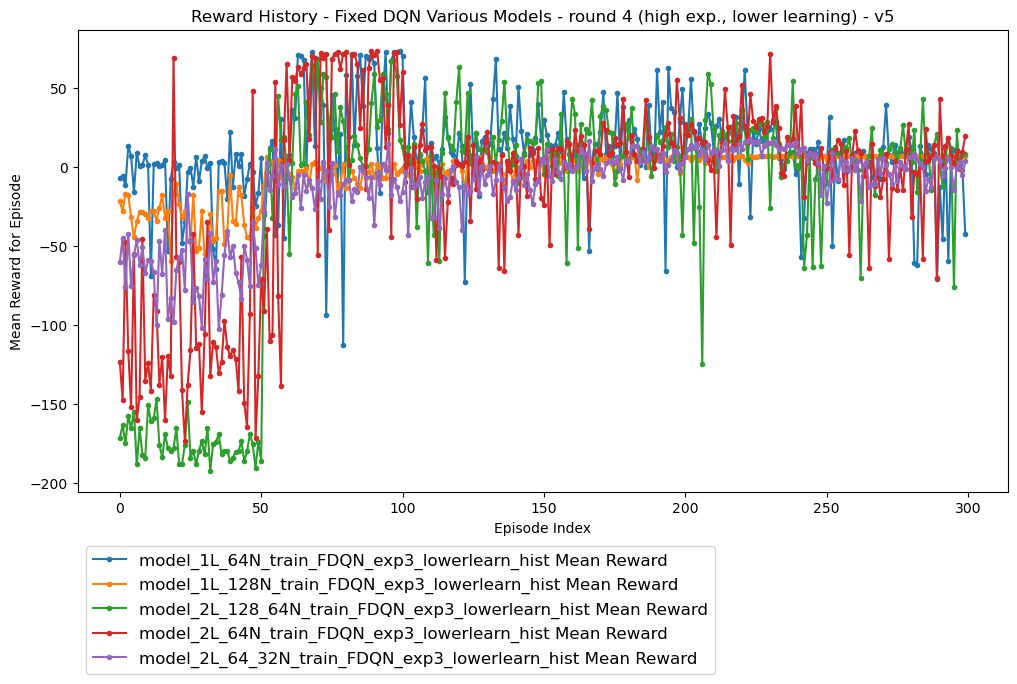 Reward History - Fixed DQN Various Models - round 4 (high exp., lower learning) - v5
Mean Reward for Episode
50
0
−50
−100
−150
−200
0 50 100 150 200 250 300
Episode Index
model_1L_64N_train_FDQN_exp3_lowerlearn_hist Mean Reward
model_1L_128N_train_FDQN_exp3_lowerlearn_hist Mean Reward
model_2L_128_64N_train_FDQN_exp3_lowerlearn_hist Mean Reward
model_2L_64N_train_FDQN_exp3_lowerlearn_hist Mean Reward
model_2L_64_32N_train_FDQN_exp3_lowerlearn_hist Mean Reward